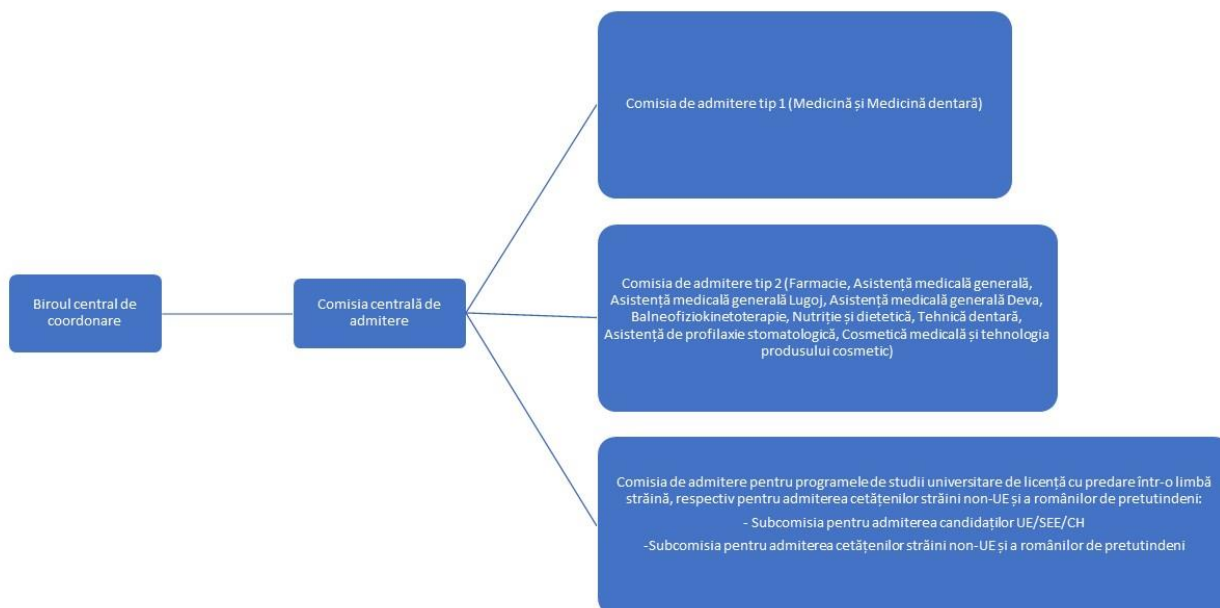 Biroul central de
coordonare
Comisia centrală de
admitere
Comisia de admitere tip 1 (Medicină și Medicină dentară)
Comisia de admitere tip 2 (Farmacie, Asistență medicală generală,
Asistență medicală generală Lugoj, Asistență medicală generală Deva,
Balneofiziokinetoterapie, Nutriție și dietetică, Tehnică dentară,
Asistență de profilaxie stomatologică, Cosmetică medicală și tehnologia
produsului cosmetic)
Comisia de admitere pentru programele de studii universitare de licență cu predare într-o limbă
străină, respectiv pentru admiterea cetățenilor străini non-UE și a românilor de pretutindeni:
- Subcomisia pentru admiterea candidaților UE/SEE/CH
-Subcomisia pentru admiterea cetățenilor străini non-UE și a românilor de pretutindeni